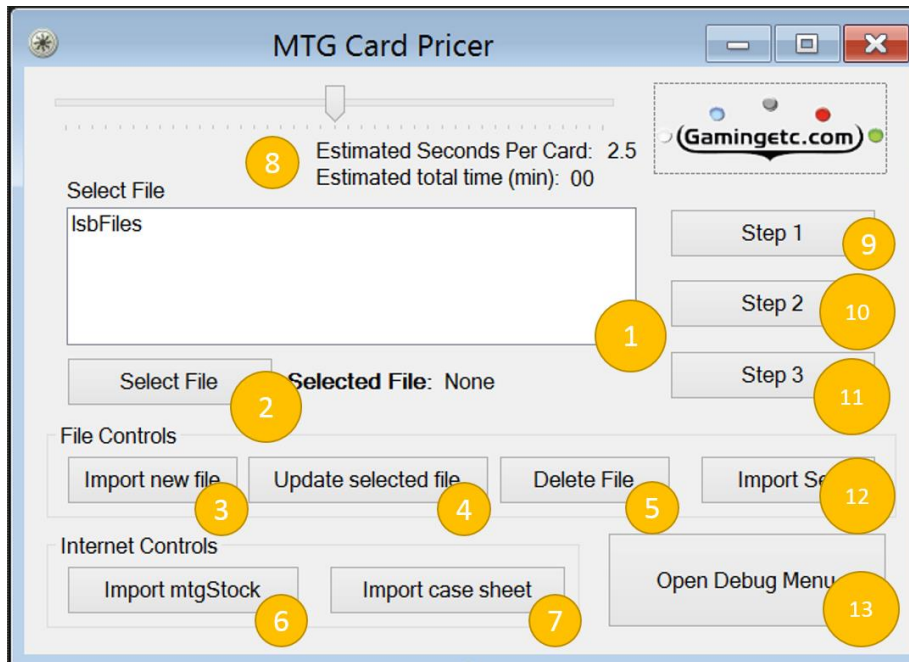 MTG Card Pricer
(Gamingetc.com)
8
Estimated Seconds Per Card: 2.5
Estimated total time (min): 00
Select File
lsbFiles
Step 1
9
Step 2
10
1
Step 3
11
Select File
2
Selected File: None
File Controls
Import new file
3
Update selected file
4
Delete File
5
Import
12
Internet Controls
Import mtgStock
6
Import case sheet
7
Open Debug Menu
13